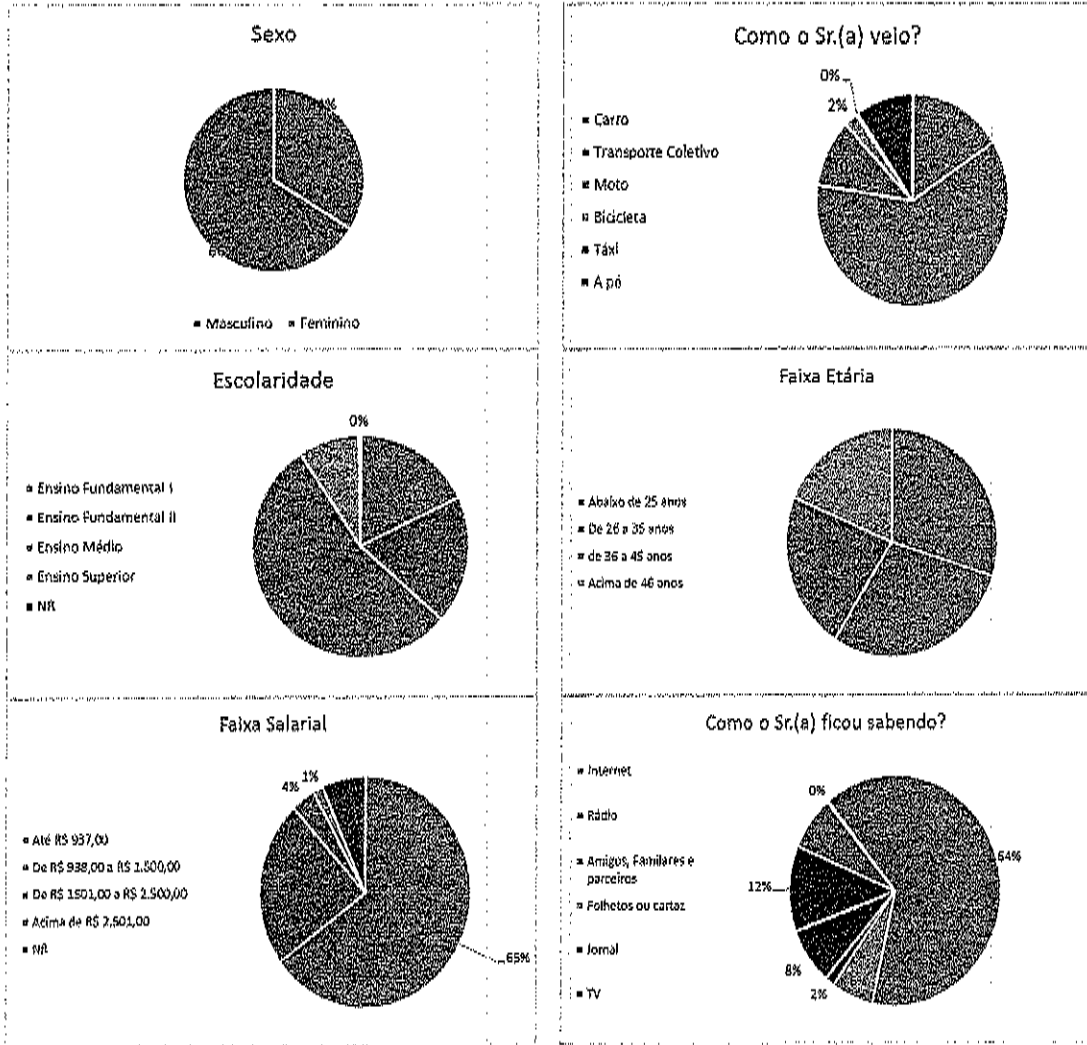 Sexo
Masculino Feminino
Como o Sr.(a) veio?
0%
2%
Carro
Transporte Coletivo
Moto
Bicicleta
Táxi
A pé
Escolaridade
0%
Ensino Fundamental I
Ensino Fundamental II
Ensino Médio
Ensino Superior
NR
Faixa Etária
Abaixo de 25 anos
De 26 a 35 anos
de 36 a 45 anos
Acima de 46 anos
Faixa Salarial
4%
1%
Até R$ 937,00
De R$ 938,00 a R$ 1.500,00
De R$ 1501,00 a R$ 2.500,00
Acima de R$ 2.501,00
NR
65%
Como o Sr.(a) ficou sabendo?
Internet
Rádio
Amigos, Familares e
parceiros
Folhetos ou cartaz
Jornal
TV
0%
64%
12%
8%
2%